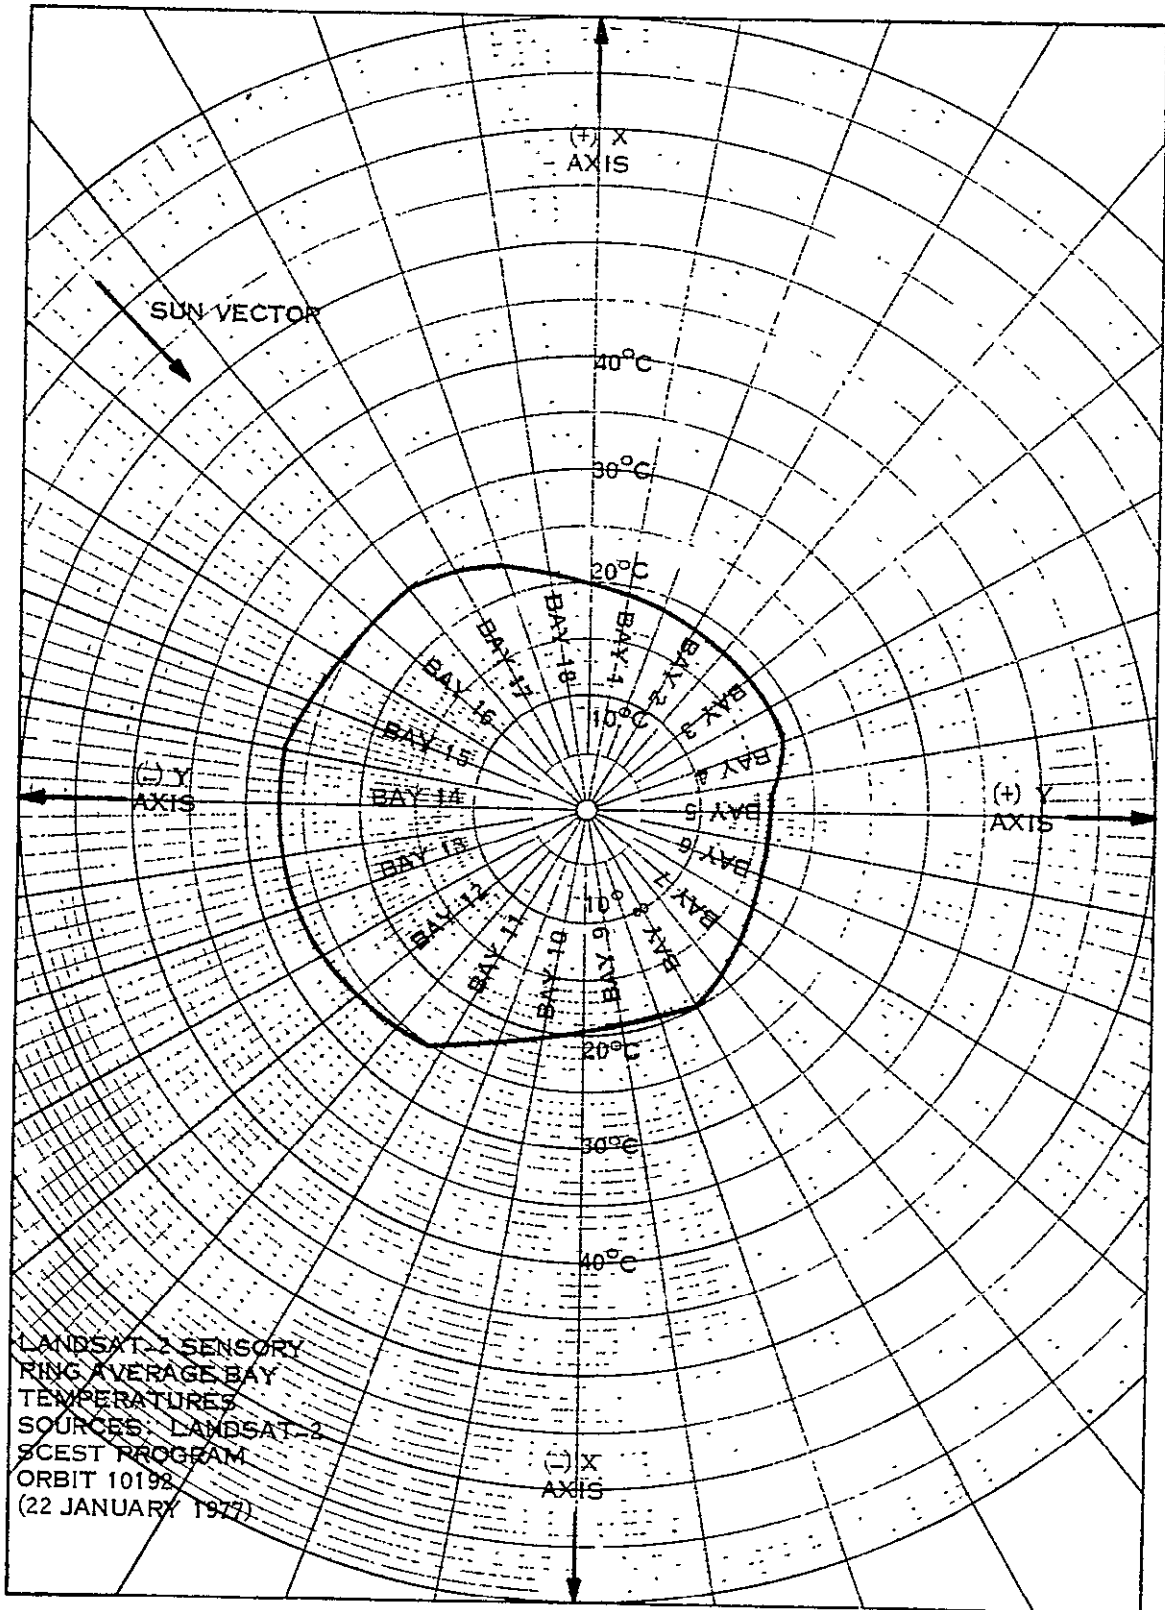 (+) X
AXIS
SUN VECTOR
40°C
30°C
20°C
BAY 18
BAY 1
BAY 17
BAY 2
BAY 16
BAY 3
10°C
BAY 15
BAY 4
(-) Y
AXIS
BAY 14
BAY 5
(+) Y
AXIS
BAY 13
BAY 6
BAY 12
BAY 7
BAY 11
BAY 8
10°
BAY 10
BAY 9
20°C
30°C
40°C
LANDSAT-2 SENSORY
RING AVERAGE BAY
TEMPERATURES
SOURCES: LANDSAT-2
SCEST PROGRAM
ORBIT 10192
(22 JANUARY 1977)
(-) X
AXIS